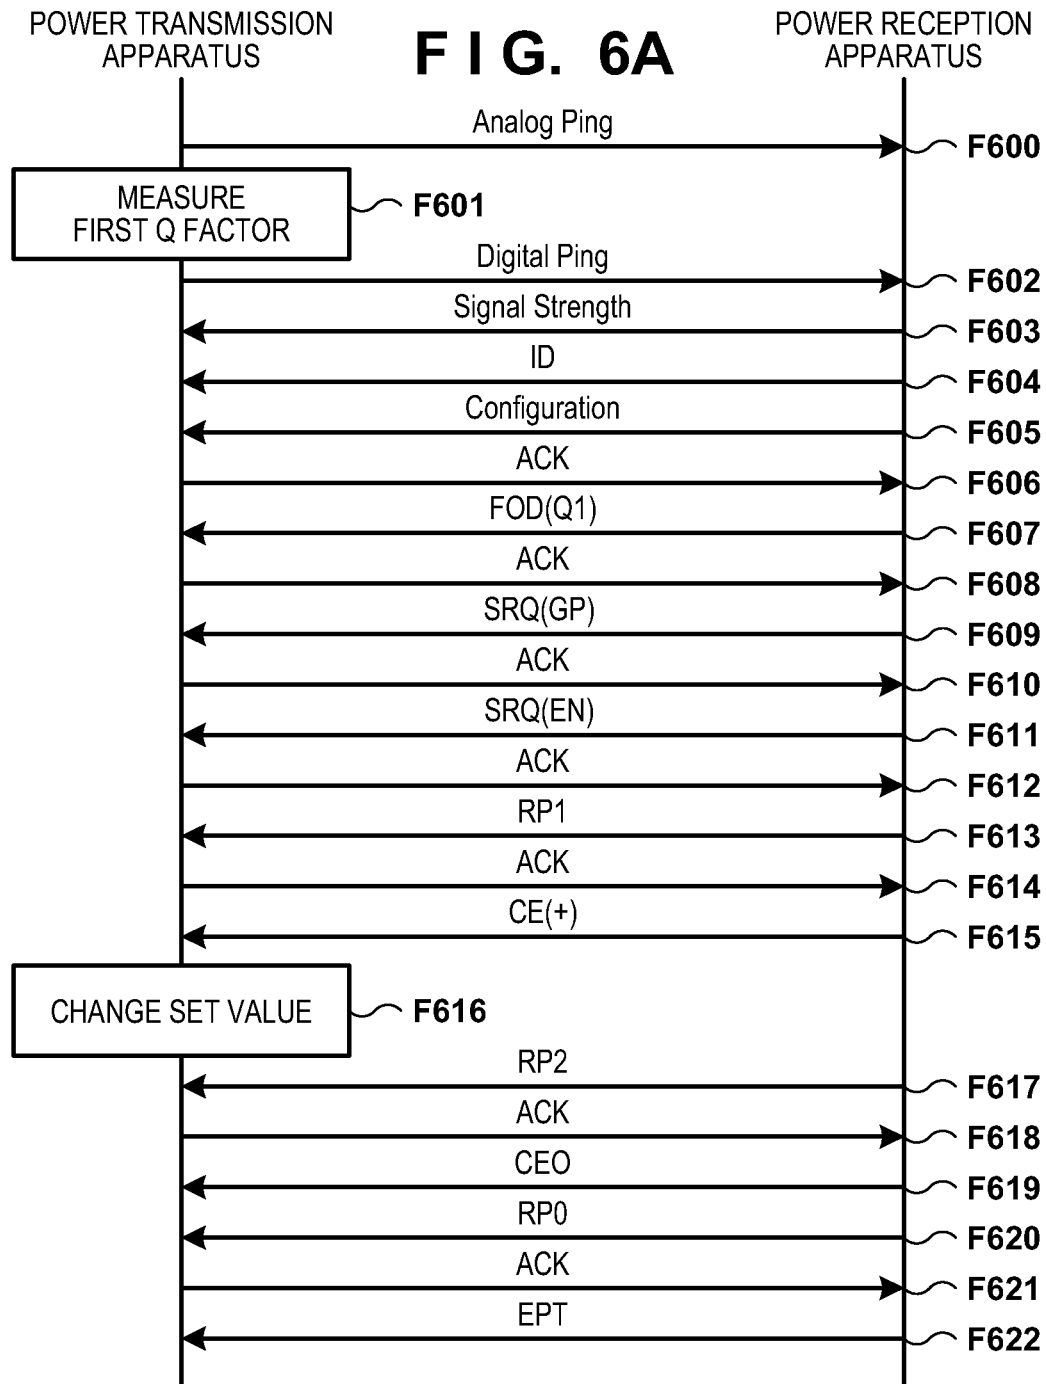 POWER TRANSMISSION
APPARATUS
FIG. 6A
POWER RECEPTION
APPARATUS
Analog Ping
F600
MEASURE
FIRST Q FACTOR
F601
Digital Ping
F602
Signal Strength
F603
ID
F604
Configuration
F605
ACK
F606
FOD(Q1)
F607
ACK
F608
SRQ(GP)
F609
ACK
F610
SRQ(EN)
F611
ACK
F612
RP1
F613
ACK
F614
CE(+)
F615
CHANGE SET VALUE
F616
RP2
F617
ACK
F618
CEO
F619
RP0
F620
ACK
F621
EPT
F622